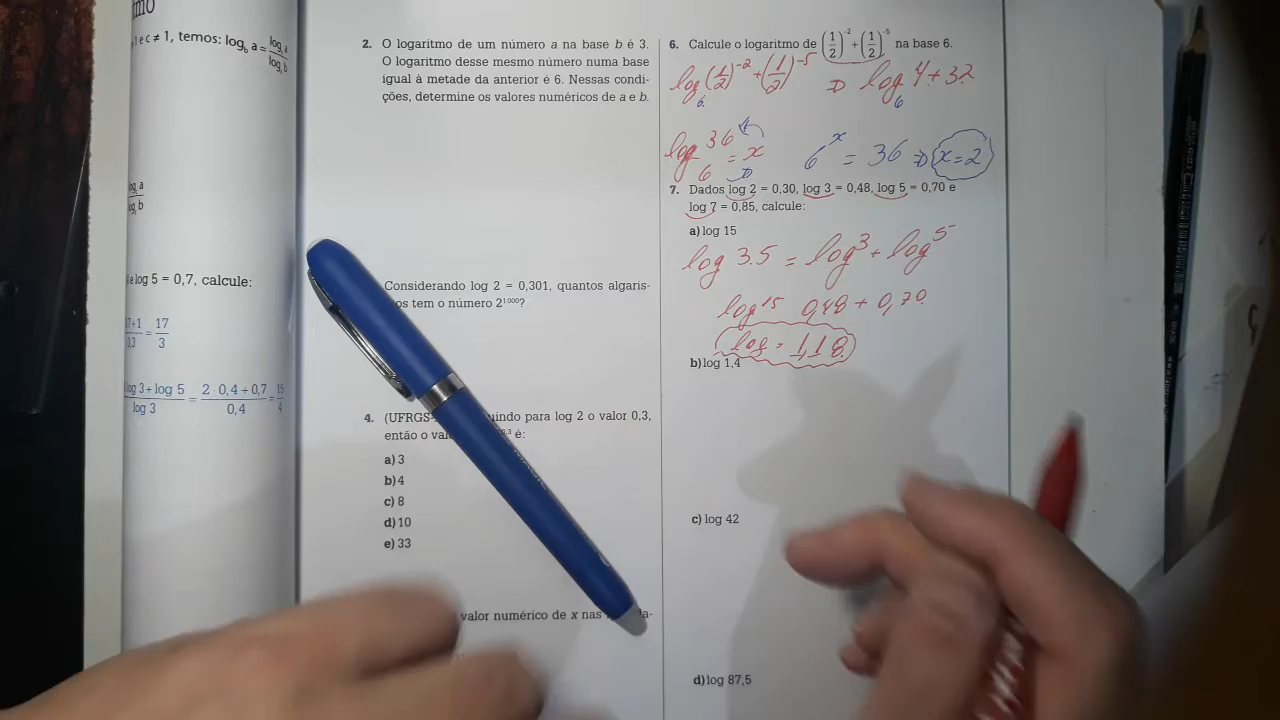 e c ≠ 1, temos: log_b a = log_c a / log_c b
log_c a / log_c b
e log 5 = 0,7, calcule:
= 17/3
log 3 + log 5 / log 3 = 2 · 0,4 + 0,7 / 0,4 =
2. O logaritmo de um número a na base b é 3.
O logaritmo desse mesmo número numa base
igual à metade da anterior é 6. Nessas condi-
ções, determine os valores numéricos de a e b.
Considerando log 2 = 0,301, quantos algaris-
tem o número 2^1000?
4. (UFRGS- para log 2 o valor 0,3,
então o é:
a) 3
b) 4
c) 8
d) 10
e) 33
valor numérico de x nas
6. Calcule o logaritmo de (1/2)^-2 + (1/2)^-5 na base 6.
log_6 (1/2)^-2 + (1/2)^-5 ⇒ log_6 4 + 32
log_6 36 = x 6^x = 36 ⇒ x = 2
7. Dados log 2 = 0,30, log 3 = 0,48, log 5 = 0,70 e
log 7 = 0,85, calcule:
a) log 15
log 3.5 = log 3 + log 5
log 15 0,48 + 0,70
log = 1,18
b) log 1,4
c) log 42
d) log 87,5